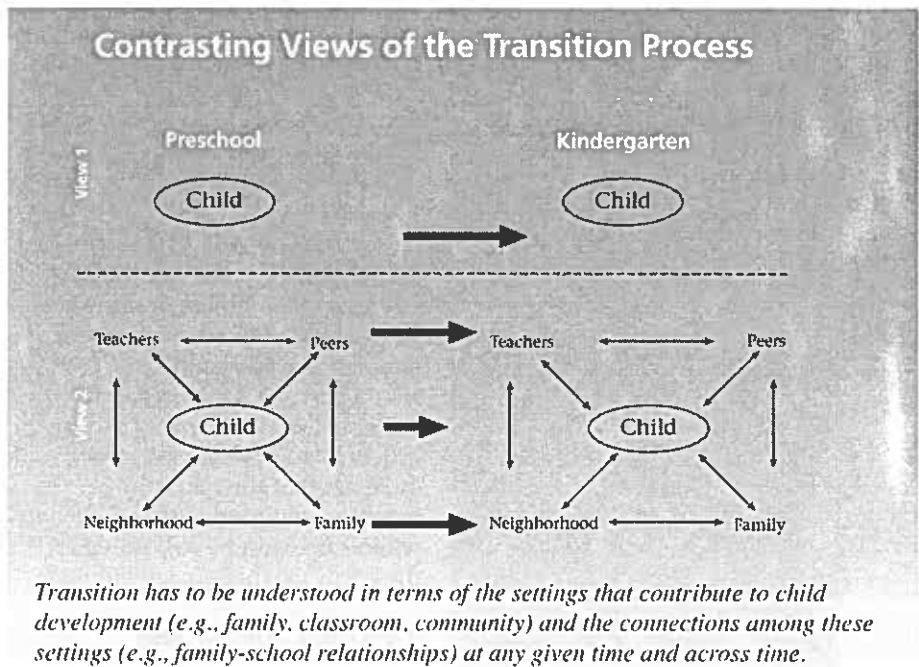 Contrasting Views of the Transition Process
Preschool Kindergarten
View 1
Child Child
Teachers Peers Teachers Peers
View 2
Child Child
Neighborhood Family Neighborhood Family
Transition has to be understood in terms of the settings that contribute to child
development (e.g., family, classroom, community) and the connections among these
settings (e.g., family-school relationships) at any given time and across time.